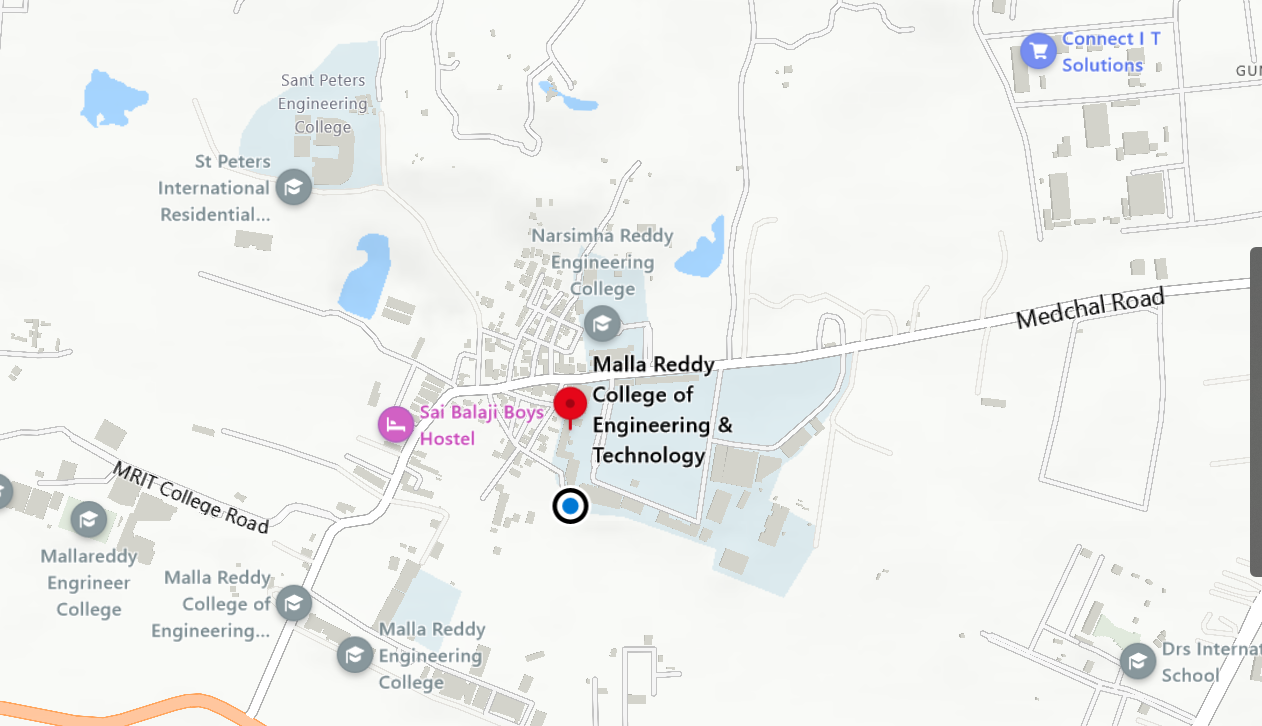 Connect I T
Solutions
GUN
Sant Peters
Engineering
College
St Peters
International
Residential...
Narsimha Reddy
Engineering
College
Medchal Road
Malla Reddy
College of
Engineering &
Technology
Sai Balaji Boys
Hostel
MRIT College Road
Mallareddy
Engrineer
College
Malla Reddy
College of
Engineering...
Malla Reddy
Engineering
College
Drs Internat
School